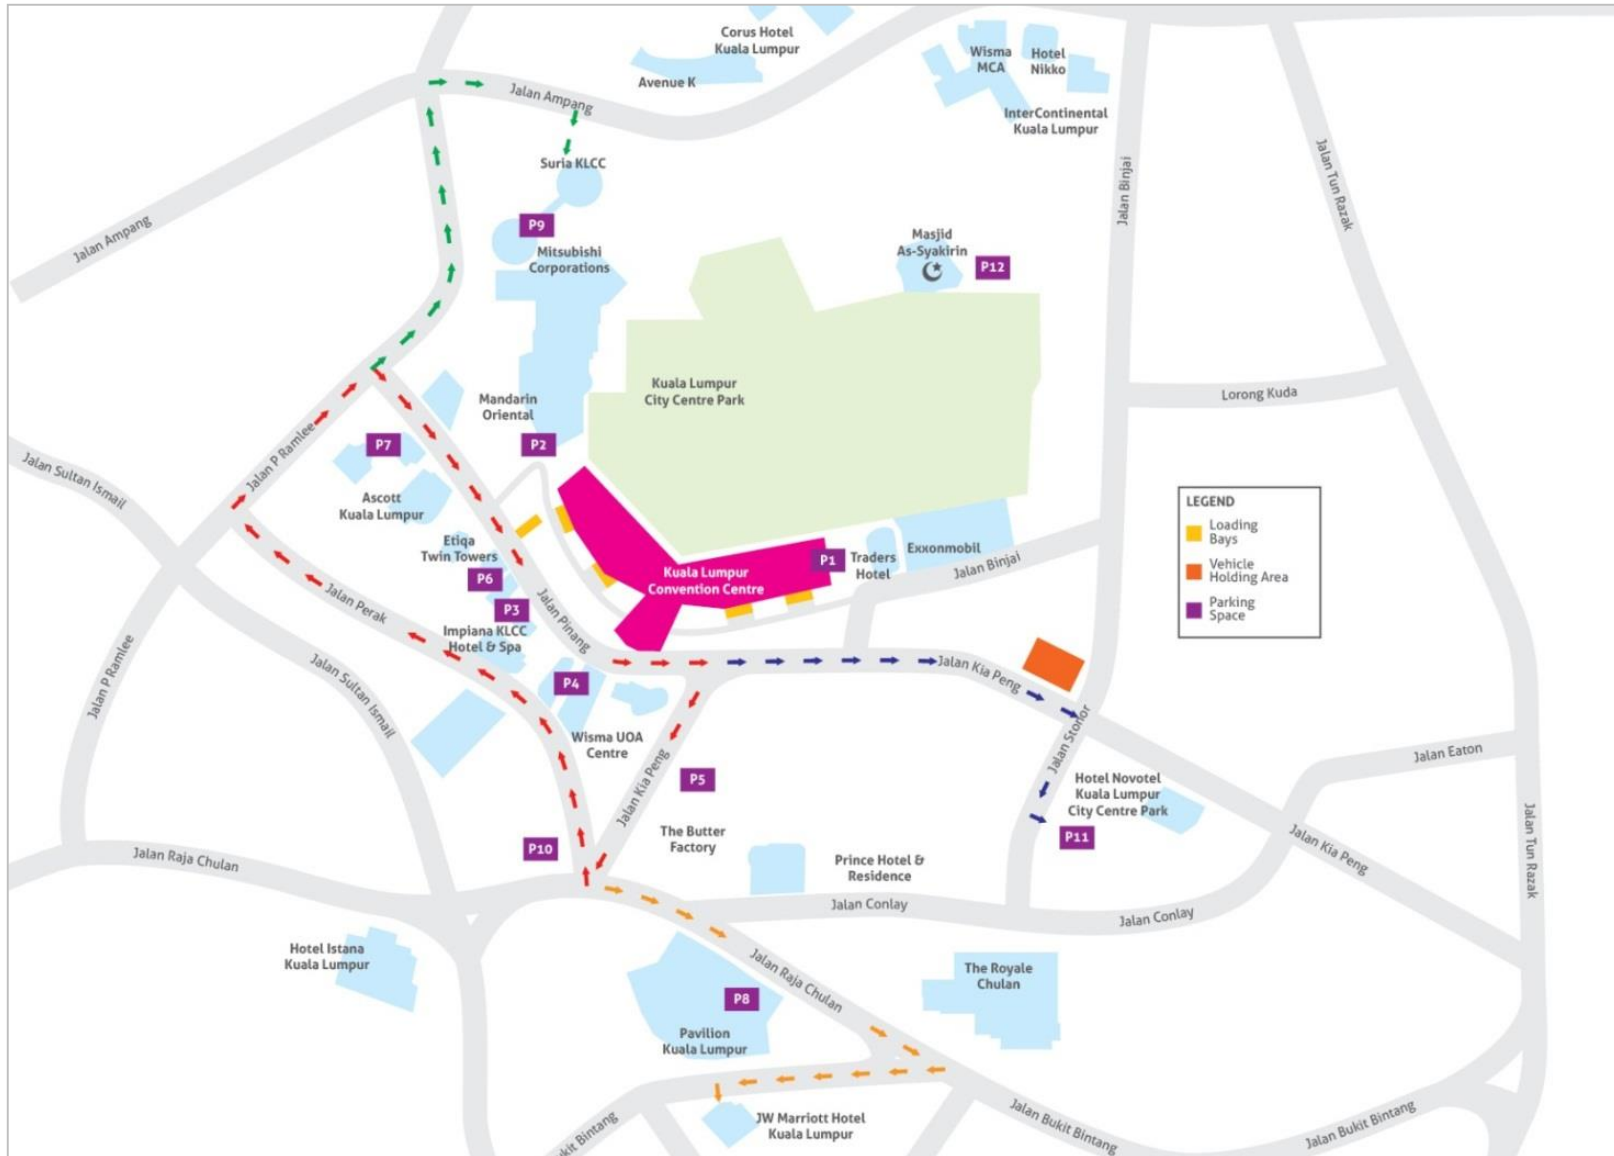 Corus Hotel
Kuala Lumpur
Avenue K
Wisma
MCA
Hotel
Nikko
InterContinental
Kuala Lumpur
Jalan Ampang
Suria KLCC
Jalan Binjai
Jalan Tun Razak
Jalan Ampang
P9
Mitsubishi
Corporations
Masjid
As-Syakirin
P12
Kuala Lumpur
City Centre Park
Lorong Kuda
Mandarin
Oriental
P2
P7
Jalan P Ramlee
Jalan Sultan Ismail
Ascott
Kuala Lumpur
LEGEND
Loading
Bays
Vehicle
Holding Area
Parking
Space
Etiqa
Twin Towers
P6
P3
Kuala Lumpur
Convention Centre
P1
Traders
Hotel
Exxonmobil
Jalan Binjai
Jalan Perak
Jalan Pinang
Impiana KLCC
Hotel & Spa
Jalan P Ramlee
Jalan Sultan Ismail
P4
Jalan Kia Peng
Wisma UOA
Centre
Jalan Stonor
Jalan Eaton
P5
Jalan Kia Peng
Hotel Novotel
Kuala Lumpur
City Centre Park
P11
The Butter
Factory
P10
Jalan Raja Chulan
Prince Hotel &
Residence
Jalan Kia Peng
Jalan Tun Razak
Jalan Conlay
Jalan Conlay
Hotel Istana
Kuala Lumpur
Jalan Raja Chulan
The Royale
Chulan
P8
Pavilion
Kuala Lumpur
JW Marriott Hotel
Kuala Lumpur
Bintang
Jalan Bukit Bintang
Jalan Bukit Bintang